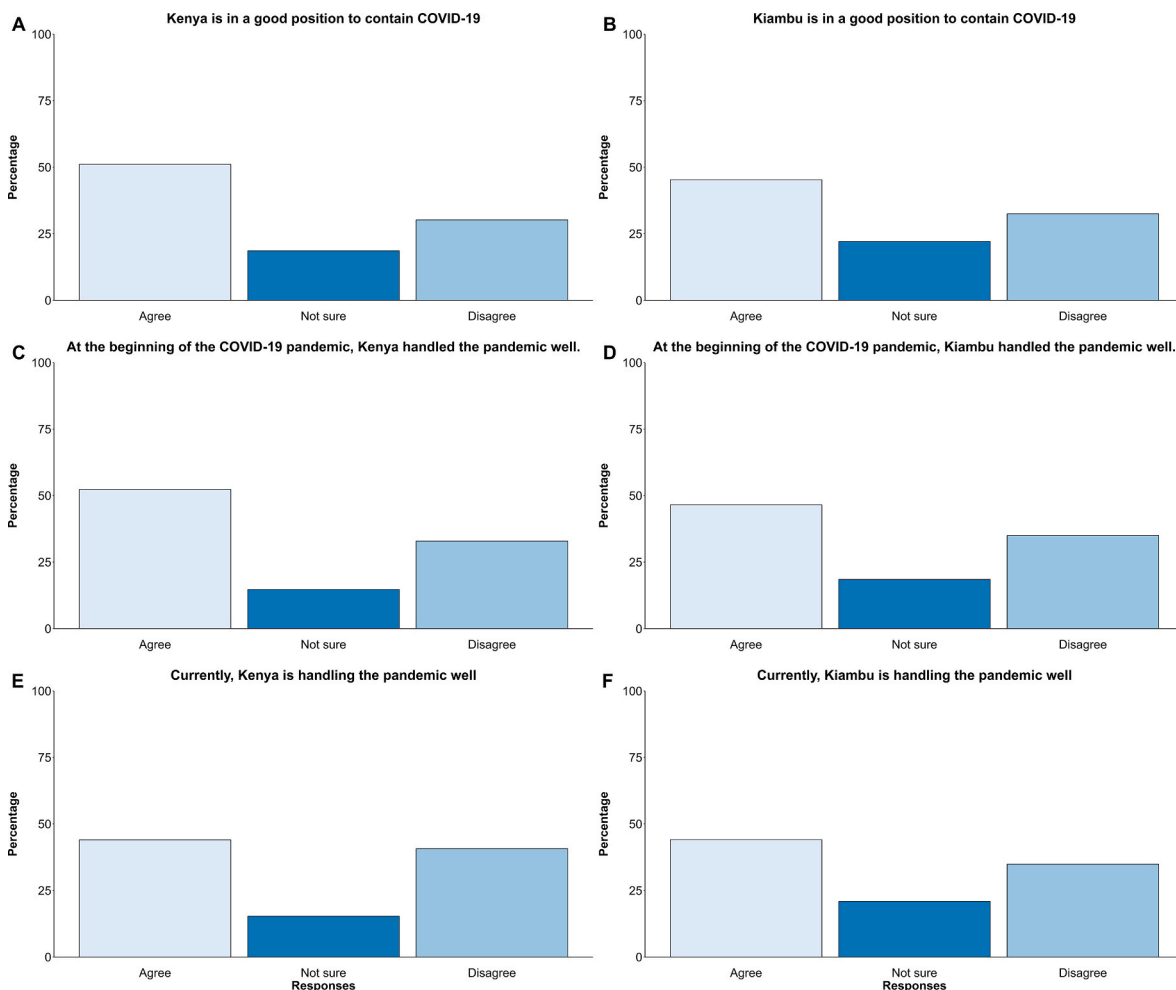 A
Kenya is in a good position to contain COVID-19
100
75
50
25
0
Percentage
Agree
Not sure
Disagree
B
Kiambu is in a good position to contain COVID-19
100
75
50
25
0
Percentage
Agree
Not sure
Disagree
C
At the beginning of the COVID-19 pandemic, Kenya handled the pandemic well.
100
75
50
25
0
Percentage
Agree
Not sure
Disagree
D
At the beginning of the COVID-19 pandemic, Kiambu handled the pandemic well.
100
75
50
25
0
Percentage
Agree
Not sure
Disagree
E
Currently, Kenya is handling the pandemic well
100
75
50
25
0
Percentage
Agree
Not sure
Disagree
Responses
F
Currently, Kiambu is handling the pandemic well
100
75
50
25
0
Percentage
Agree
Not sure
Disagree
Responses